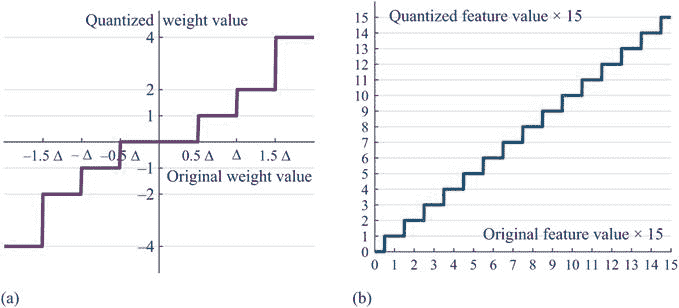 Quantized weight value
4
2
1
−1.5 Δ − Δ −0.5 Δ 0.5 Δ Δ 1.5 Δ
−1
Original weight value
−2
−4
(a)
15
Quantized feature value × 15
14
13
12
11
10
9
8
7
6
5
4
3
2
1
Original feature value × 15
0
0 1 2 3 4 5 6 7 8 9 10 11 12 13 14 15
(b)